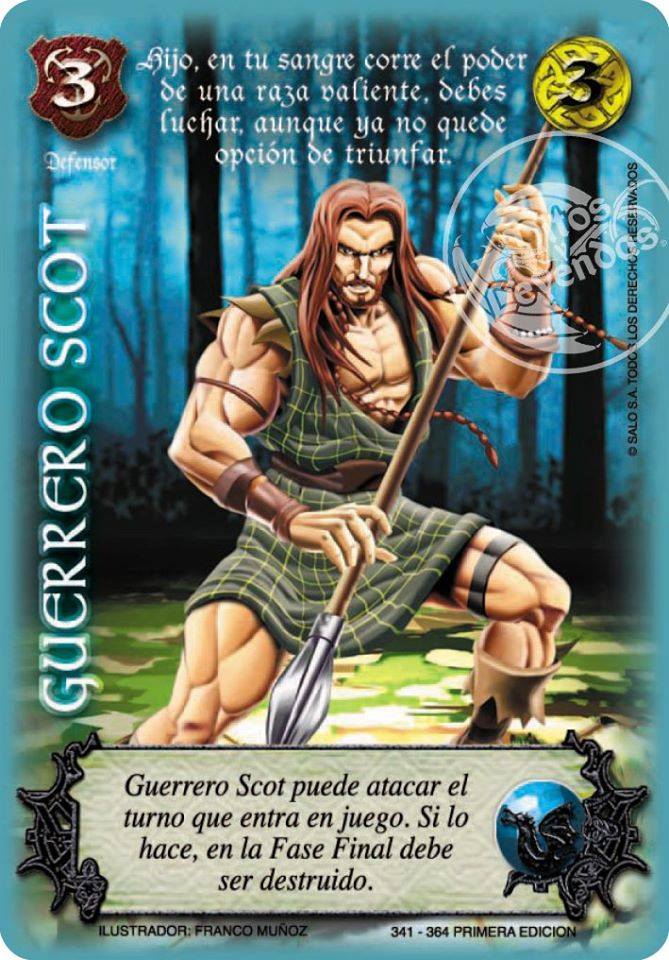 3
Hijo, en tu sangre corre el poder
de una raza valiente, debes
luchar, aunque ya no quede
opción de triunfar.
3
Defensor
GUERRERO SCOT
Mitos
Leyendas
© SALO S.A. TODOS LOS DERECHOS RESERVADOS
Guerrero Scot puede atacar el
turno que entra en juego. Si lo
hace, en la Fase Final debe
ser destruido.
ILUSTRADOR: FRANCO MUÑOZ
341 - 364 PRIMERA EDICION